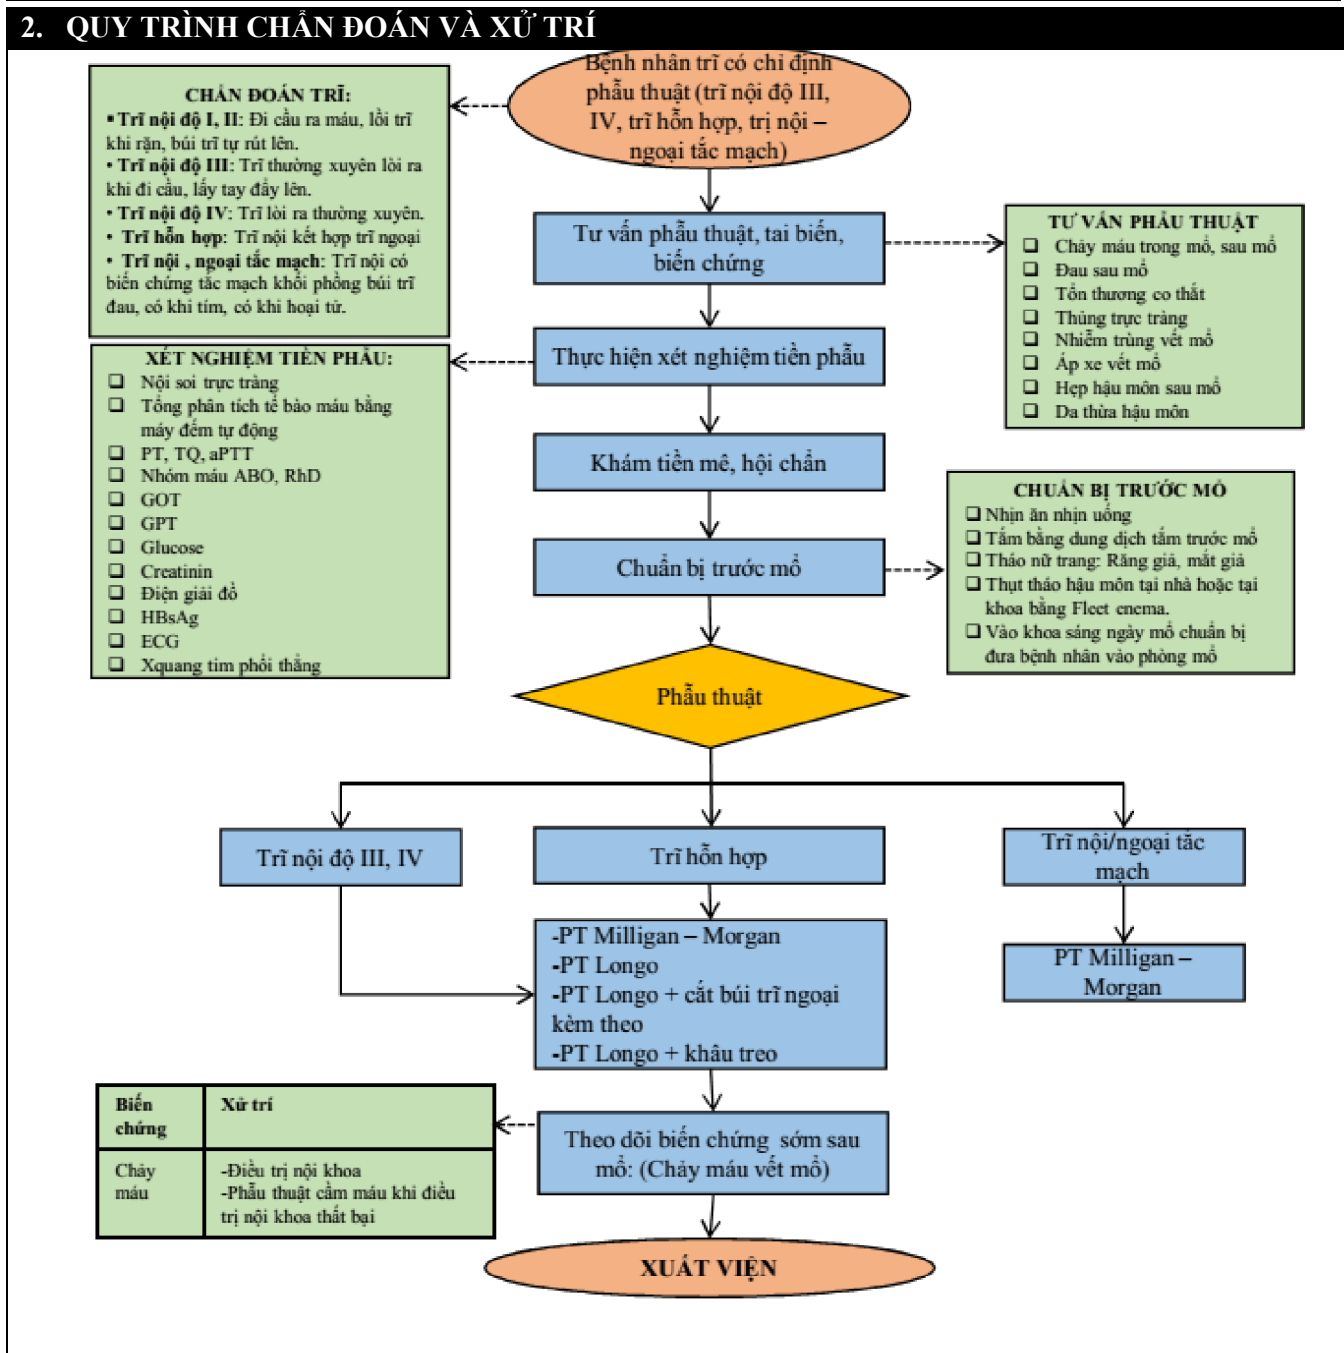 2. QUY TRÌNH CHẨN ĐOÁN VÀ XỬ TRÍ
Bệnh nhân trĩ có chỉ định
phẫu thuật (trĩ nội độ III,
IV, trĩ hỗn hợp, trị nội –
ngoại tắc mạch)
CHẨN ĐOÁN TRĨ:
▪ Trĩ nội độ I, II: Đi cầu ra máu, lồi trĩ
khi rặn, búi trĩ tự rút lên.
• Trĩ nội độ III: Trĩ thường xuyên lòi ra
khi đi cầu, lấy tay đẩy lên.
• Trĩ nội độ IV: Trĩ lòi ra thường xuyên.
• Trĩ hỗn hợp: Trĩ nội kết hợp trĩ ngoại
• Trĩ nội , ngoại tắc mạch: Trĩ nội có
biến chứng tắc mạch khối phồng búi trĩ
đau, có khi tím, có khi hoại tử.
Tư vấn phẫu thuật, tai biến,
biến chứng
TƯ VẤN PHẪU THUẬT
❑ Chảy máu trong mổ, sau mổ
❑ Đau sau mổ
❑ Tổn thương co thắt
❑ Thủng trực tràng
❑ Nhiễm trùng vết mổ
❑ Áp xe vết mổ
❑ Hẹp hậu môn sau mổ
❑ Da thừa hậu môn
Thực hiện xét nghiệm tiền phẫu
XÉT NGHIỆM TIỀN PHẪU:
❑ Nội soi trực tràng
❑ Tổng phân tích tế bào máu bằng
máy đếm tự động
❑ PT, TQ, aPTT
❑ Nhóm máu ABO, RhD
❑ GOT
❑ GPT
❑ Glucose
❑ Creatinin
❑ Điện giải đồ
❑ HBsAg
❑ ECG
❑ Xquang tim phổi thẳng
Khám tiền mê, hội chẩn
Chuẩn bị trước mổ
CHUẨN BỊ TRƯỚC MỔ
❑ Nhịn ăn nhịn uống
❑ Tắm bằng dung dịch tắm trước mổ
❑ Tháo nữ trang: Răng giả, mắt giả
❑ Thụt tháo hậu môn tại nhà hoặc tại
khoa bằng Fleet enema.
❑ Vào khoa sáng ngày mổ chuẩn bị
đưa bệnh nhân vào phòng mổ
Phẫu thuật
Trĩ nội độ III, IV
Trĩ hỗn hợp
Trĩ nội/ngoại tắc
mạch
-PT Milligan – Morgan
-PT Longo
-PT Longo + cắt búi trĩ ngoại
kèm theo
-PT Longo + khâu treo
PT Milligan –
Morgan
Theo dõi biến chứng sớm sau
mổ: (Chảy máu vết mổ)
Biến
chứng
Xử trí
Chảy
máu
-Điều trị nội khoa
-Phẫu thuật cầm máu khi điều
trị nội khoa thất bại
XUẤT VIỆN